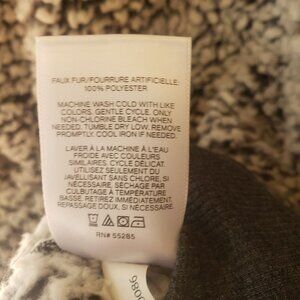 FAUX FUR/FOURRURE ARTIFICIELLE:
100% POLYESTER
MACHINE WASH COLD WITH LIKE
COLORS. GENTLE CYCLE. ONLY
NON-CHLORINE BLEACH WHEN
NEEDED. TUMBLE DRY LOW. REMOVE
PROMPTLY. COOL IRON IF NEEDED.
LAVER À LA MACHINE À L'EAU
FROIDE AVEC COULEURS
SIMILAIRES. CYCLE DÉLICAT.
UTILISEZ SEULEMENT DU
JAVELLISANT SANS CHLORE, SI
NÉCESSAIRE. SÉCHAGE PAR
CULBUTAGE À TEMPÉRATURE
BASSE. RETIREZ IMMÉDIATEMENT.
REPASSAGE DOUX, SI NÉCESSAIRE.
RN# 55285